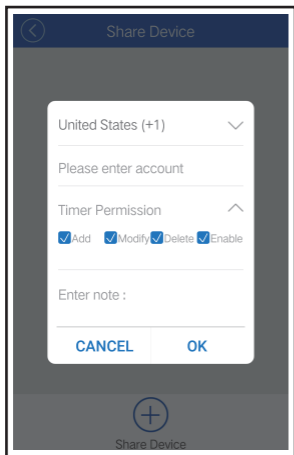 Share Device
United States (+1)
Please enter account
Timer Permission
Add Modify Delete Enable
Enter note :
CANCEL OK
Share Device